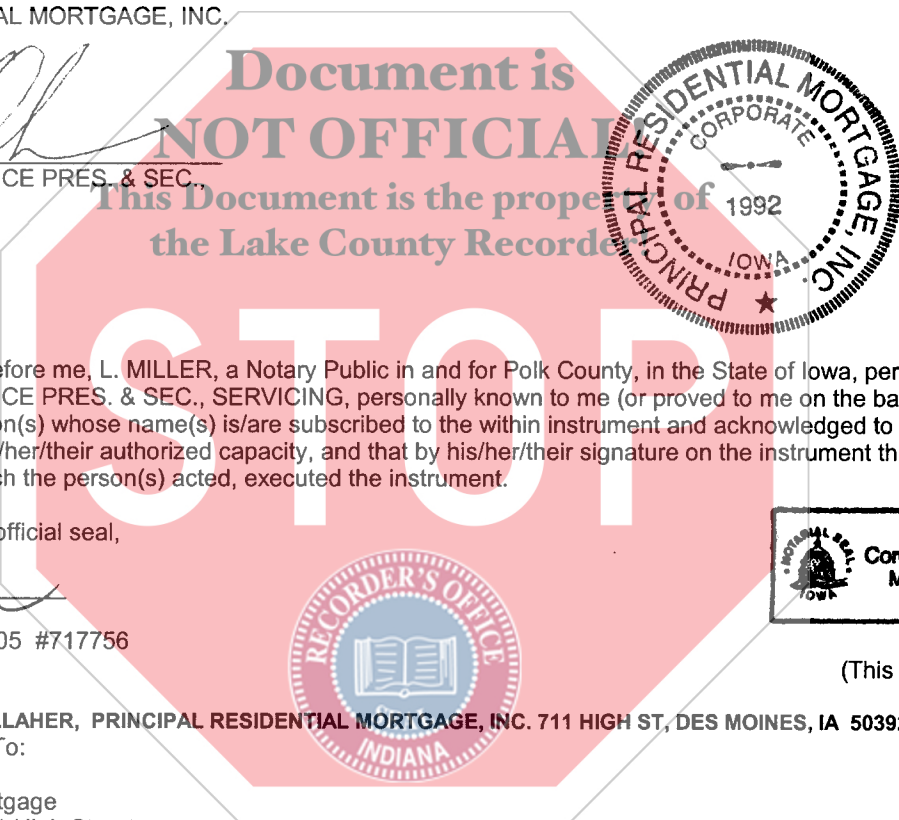 AL MORTGAGE, INC.
Document is
NOT OFFICIAL!
CE PRES. & SEC.,
This Document is the property of
the Lake County Recorder!
PRINCIPAL RESIDENTIAL MORTGAGE, INC.
CORPORATE
1992
IOWA
STOP
efore me, L. MILLER, a Notary Public in and for Polk County, in the State of Iowa, per
CE PRES. & SEC., SERVICING, personally known to me (or proved to me on the ba
on(s) whose name(s) is/are subscribed to the within instrument and acknowledged to
/her/their authorized capacity, and that by his/her/their signature on the instrument th
ch the person(s) acted, executed the instrument.
official seal,
NOTARIAL SEAL
IOWA
Com
M
RECORDER'S OFFICE
INDIANA
05 #717756
(This
LLAHER, PRINCIPAL RESIDENTIAL MORTGAGE, INC. 711 HIGH ST, DES MOINES, IA 5039
To:
tgage